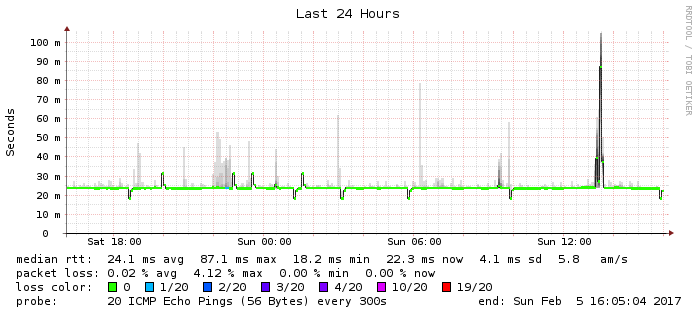 Last 24 Hours
RRDTOOL / TOBI OETIKER
Seconds
100 m
90 m
80 m
70 m
60 m
50 m
40 m
30 m
20 m
10 m
0
Sat 18:00 Sun 00:00 Sun 06:00 Sun 12:00
median rtt: 24.1 ms avg 87.1 ms max 18.2 ms min 22.3 ms now 4.1 ms sd 5.8 am/s
packet loss: 0.02 % avg 4.12 % max 0.00 % min 0.00 % now
loss color: 0 1/20 2/20 3/20 4/20 10/20 19/20
probe: 20 ICMP Echo Pings (56 Bytes) every 300s end: Sun Feb 5 16:05:04 2017